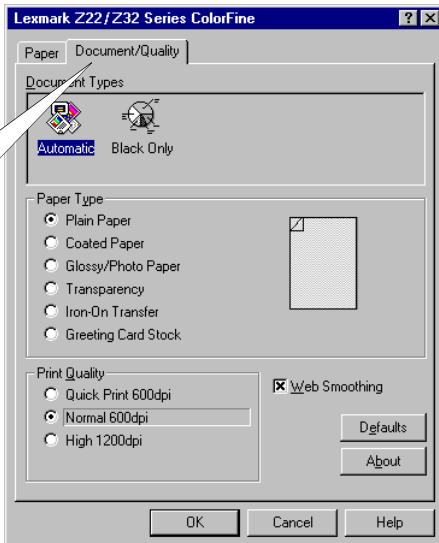 Lexmark Z22/Z32 Series ColorFine
Paper Document/Quality
Document Types
Automatic Black Only
Paper Type
Plain Paper
Coated Paper
Glossy/Photo Paper
Transparency
Iron-On Transfer
Greeting Card Stock
Print Quality
Quick Print 600dpi
Normal 600dpi
High 1200dpi
Web Smoothing
Defaults
About
OK Cancel Help